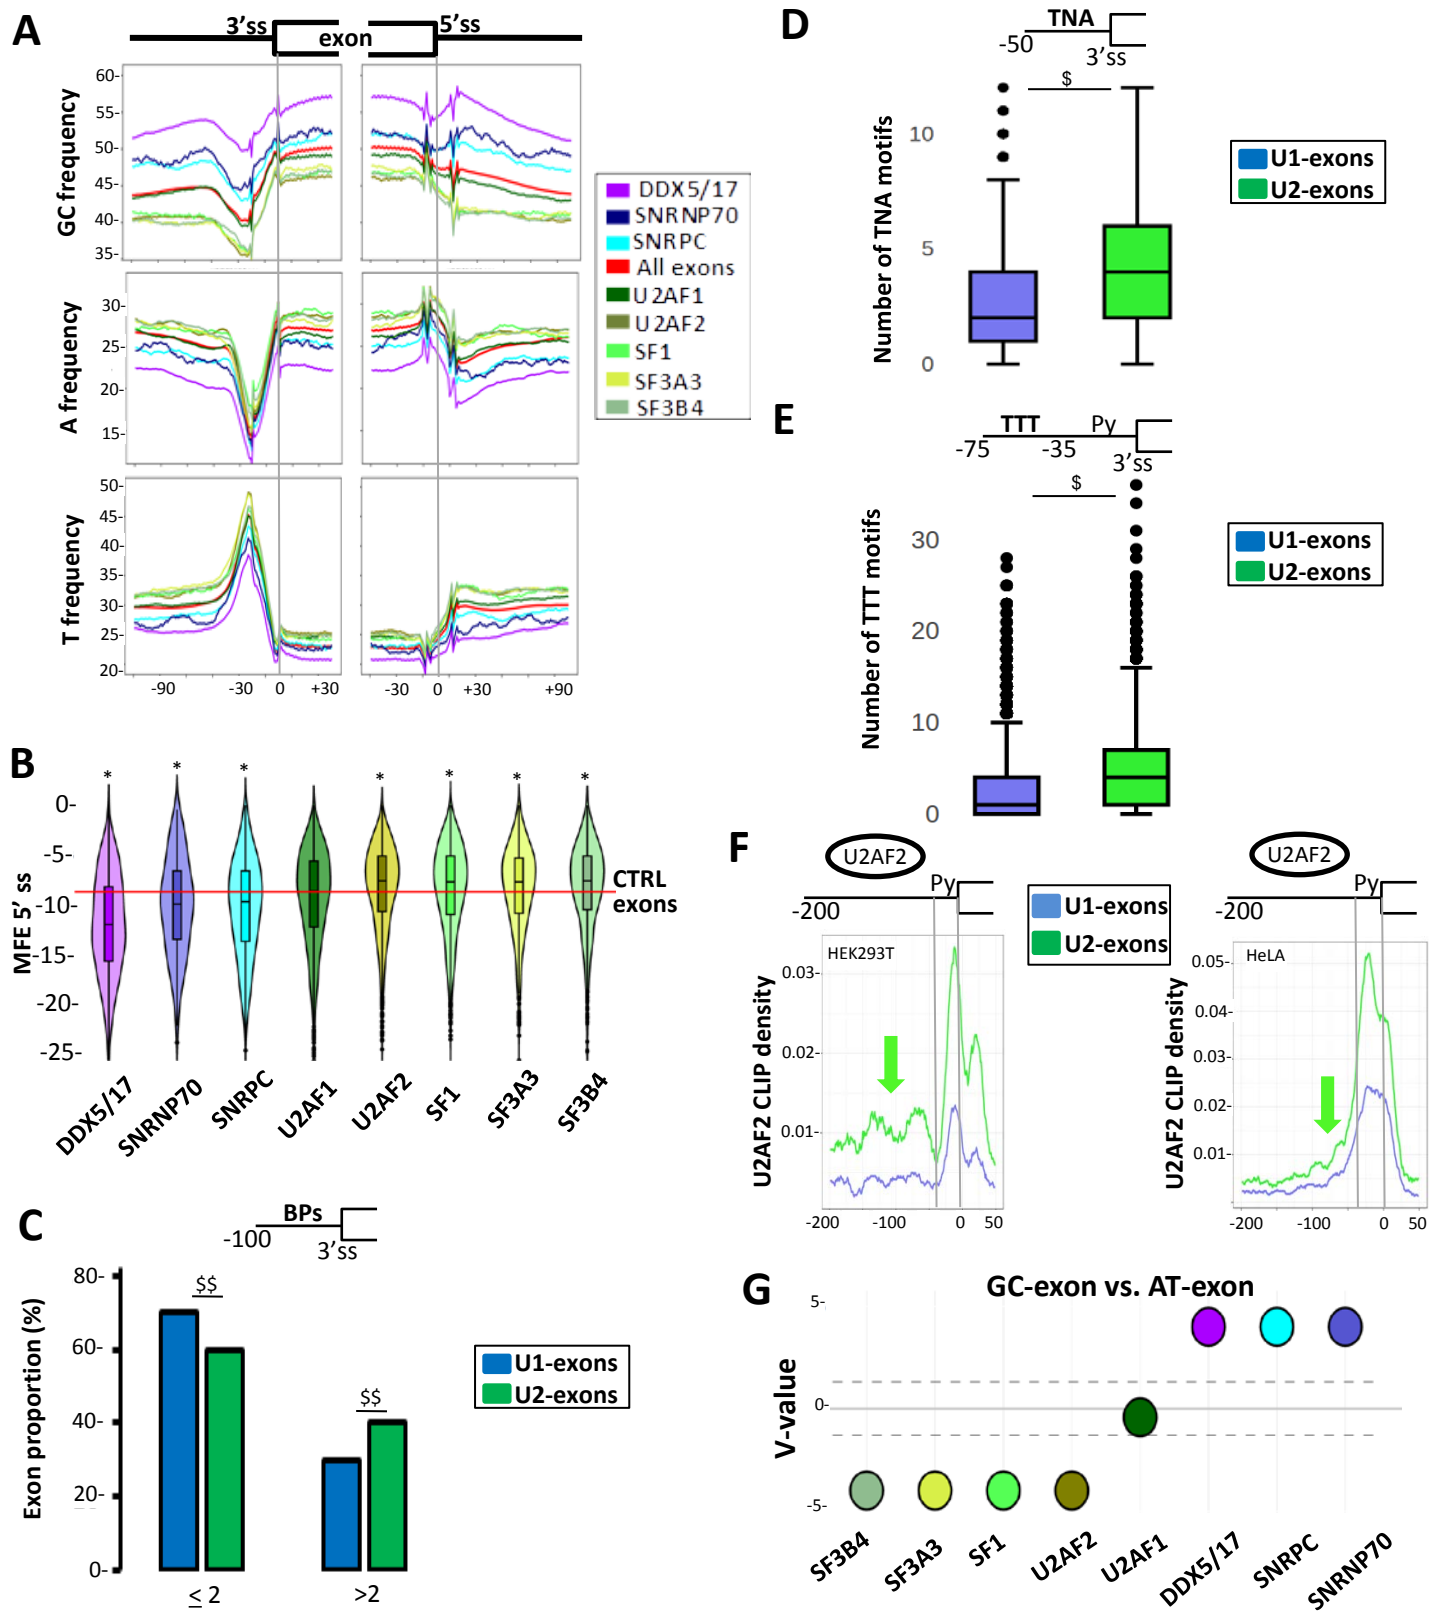 A
3'ss
exon
5'ss
GC frequency
60-
55-
50-
45-
40-
35-
A frequency
30-
25-
20-
15-
T frequency
50-
45-
40-
35-
30-
25-
20-
-90
-30
0
+30
-30
0
+30
+90
DDX5/17
SNRNP70
SNRPC
All exons
U2AF1
U2AF2
SF1
SF3A3
SF3B4
B
MFE 5' ss
0-
-5-
-10-
-15-
-20-
-25-
* * * * * * *
CTRL
exons
DDX5/17
SNRNP70
SNRPC
U2AF1
U2AF2
SF1
SF3A3
SF3B4
C
BPs
-100
3'ss
Exon proportion (%)
80-
60-
40-
20-
0-
$$
$$
≤ 2
>2
U1-exons
U2-exons
D
TNA
-50
3'ss
$
Number of TNA motifs
10
5
0
U1-exons
U2-exons
E
TTT
Py
-75
-35
3'ss
$
Number of TTT motifs
30
20
10
0
U1-exons
U2-exons
F
U2AF2
Py
-200
HEK293T
U2AF2 CLIP density
0.03-
0.02-
0.01-
-200
-100
0
50
U1-exons
U2-exons
U2AF2
Py
-200
HeLA
U2AF2 CLIP density
0.05-
0.04-
0.03-
0.02-
0.01-
-200
-100
0
50
G
GC-exon vs. AT-exon
V-value
5-
0-
-5-
SF3B4
SF3A3
SF1
U2AF2
U2AF1
DDX5/17
SNRPC
SNRNP70